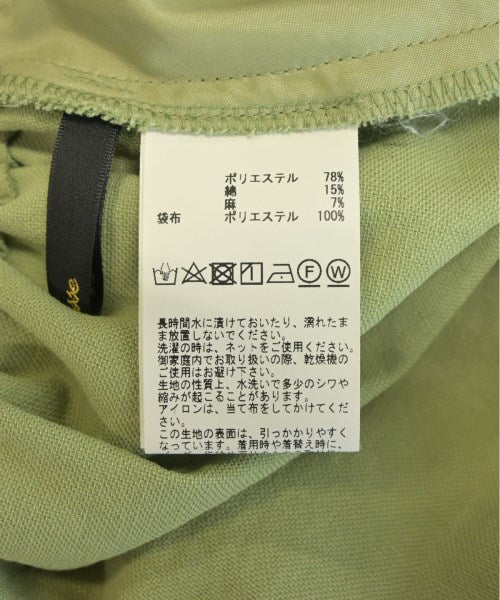 ポリエステル 78%
綿 15%
麻 7%
袋布 ポリエステル 100%
F W
長時間水に漬けておいたり、濡れたま
ま放置しないでください。
洗濯の時は、ネットをご使用ください。
御家庭内でお取り扱いの際、乾燥機の
ご使用はお避け下さい。
生地の性質上、水洗いで多少のシワや
縮みが起こることがあります。
アイロンは、当て布をしてかけてくださ
い。
この生地の表面は、引っかかりやすく
なっています。着用時や着替え時に、